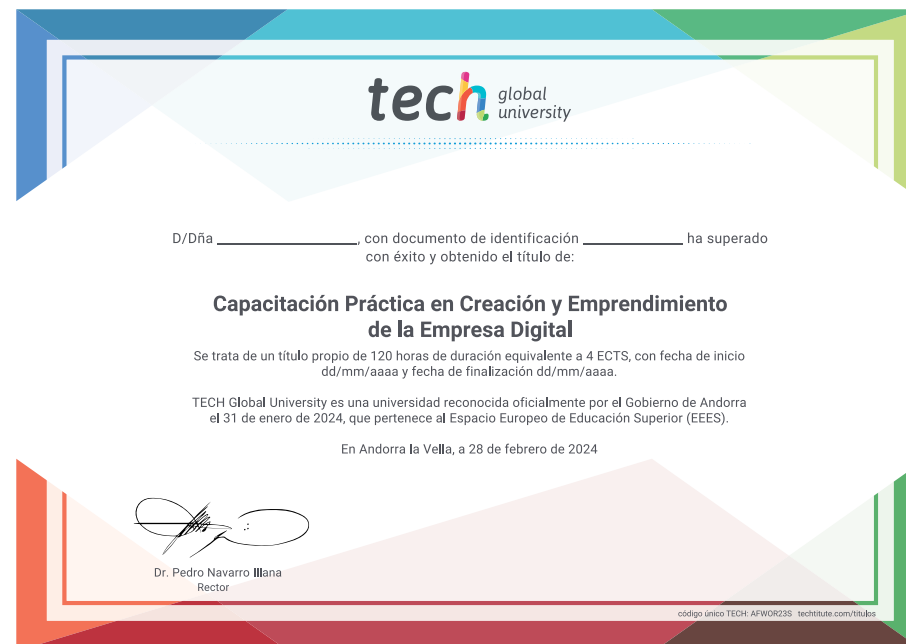 tech global university
D/Dña ____________, con documento de identificación ____________ ha superado
con éxito y obtenido el título de:
Capacitación Práctica en Creación y Emprendimiento
de la Empresa Digital
Se trata de un título propio de 120 horas de duración equivalente a 4 ECTS, con fecha de inicio
dd/mm/aaaa y fecha de finalización dd/mm/aaaa.
TECH Global University es una universidad reconocida oficialmente por el Gobierno de Andorra
el 31 de enero de 2024, que pertenece al Espacio Europeo de Educación Superior (EEES).
En Andorra la Vella, a 28 de febrero de 2024
Dr. Pedro Navarro Illana
Rector
código único TECH: AFWOR23S techtitute.com/titulos